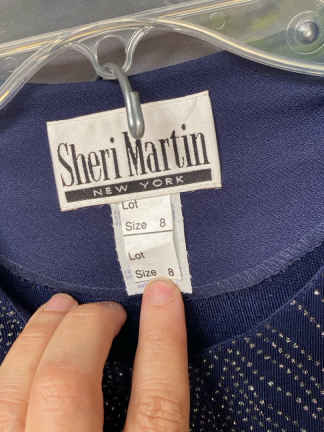 Sheri Martin
NEW YORK
Lot
Size 8
Lot
Size 8